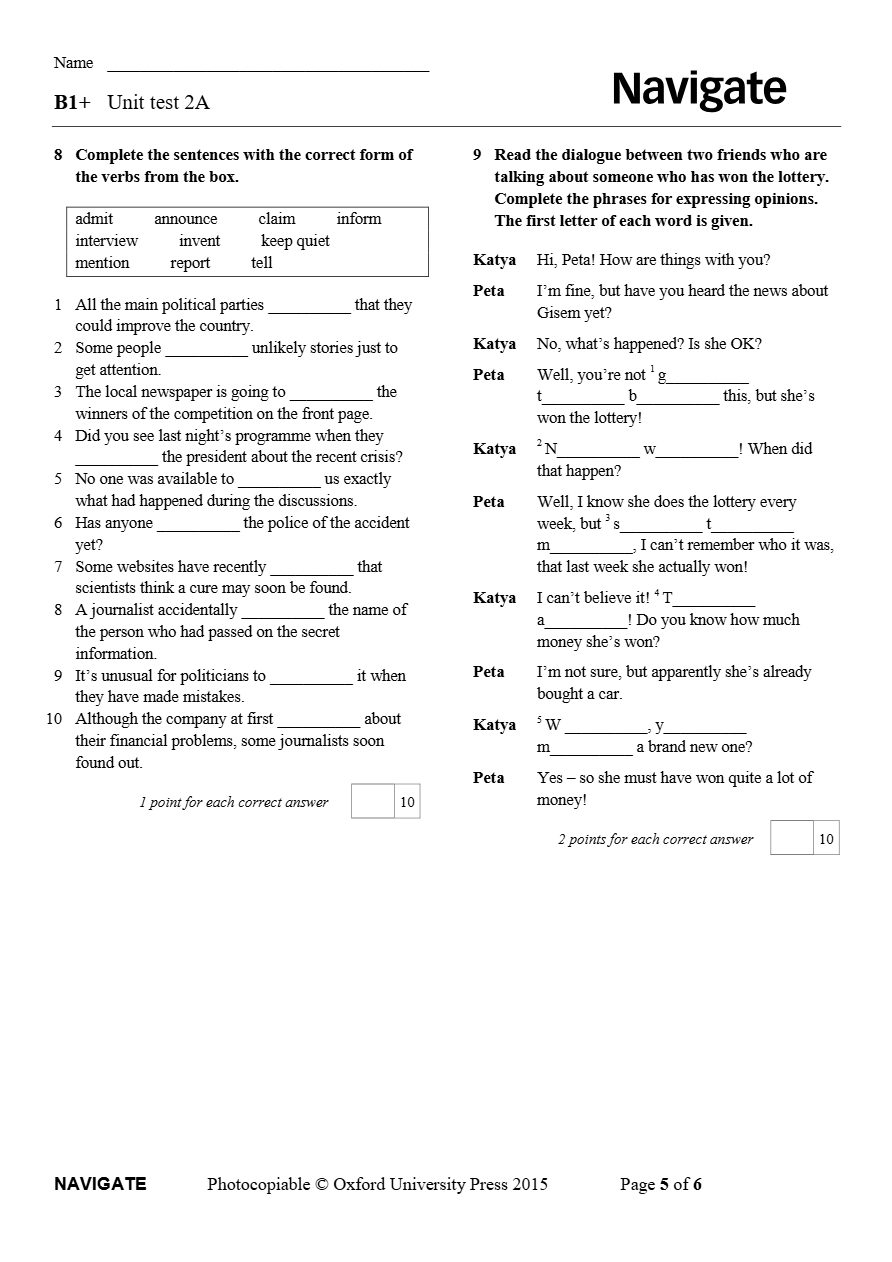 Name ______________________________________
Navigate
B1+ Unit test 2A
8 Complete the sentences with the correct form of
the verbs from the box.
admit announce claim inform
interview invent keep quiet
mention report tell
1 All the main political parties __________ that they
could improve the country.
2 Some people __________ unlikely stories just to
get attention.
3 The local newspaper is going to __________ the
winners of the competition on the front page.
4 Did you see last night’s programme when they
__________ the president about the recent crisis?
5 No one was available to __________ us exactly
what had happened during the discussions.
6 Has anyone __________ the police of the accident
yet?
7 Some websites have recently __________ that
scientists think a cure may soon be found.
8 A journalist accidentally __________ the name of
the person who had passed on the secret
information.
9 It’s unusual for politicians to __________ it when
they have made mistakes.
10 Although the company at first __________ about
their financial problems, some journalists soon
found out.
1 point for each correct answer 10
9 Read the dialogue between two friends who are
talking about someone who has won the lottery.
Complete the phrases for expressing opinions.
The first letter of each word is given.
Katya Hi, Peta! How are things with you?
Peta I’m fine, but have you heard the news about
Gisem yet?
Katya No, what’s happened? Is she OK?
Peta Well, you’re not 1 g__________
t__________ b__________ this, but she’s
won the lottery!
Katya 2 N__________ w__________! When did
that happen?
Peta Well, I know she does the lottery every
week, but 3 s__________ t__________
m__________, I can’t remember who it was,
that last week she actually won!
Katya I can’t believe it! 4 T__________
a__________! Do you know how much
money she’s won?
Peta I’m not sure, but apparently she’s already
bought a car.
Katya 5 W __________, y__________
m__________ a brand new one?
Peta Yes – so she must have won quite a lot of
money!
2 points for each correct answer 10
NAVIGATE Photocopiable © Oxford University Press 2015 Page 5 of 6